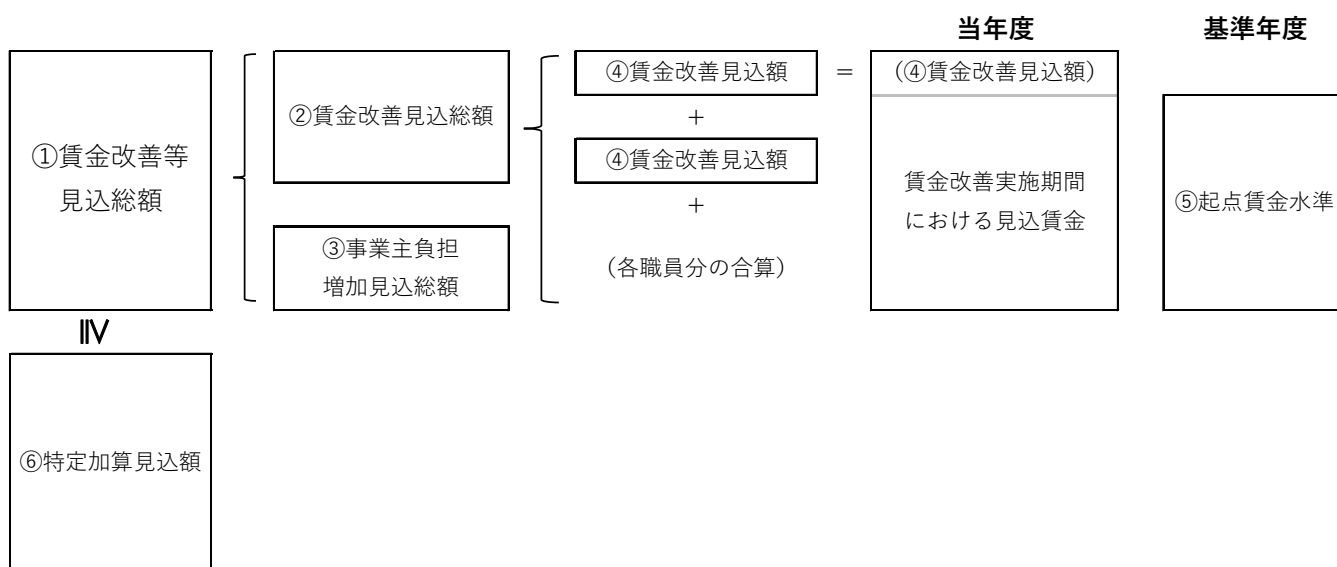 当年度
基準年度
①賃金改善等
見込総額
②賃金改善見込総額
③事業主負担
増加見込総額
④賃金改善見込額
+
④賃金改善見込額
+
(各職員分の合算)
=
(④賃金改善見込額)
賃金改善実施期間
における見込賃金
⑤起点賃金水準
≧
⑥特定加算見込額